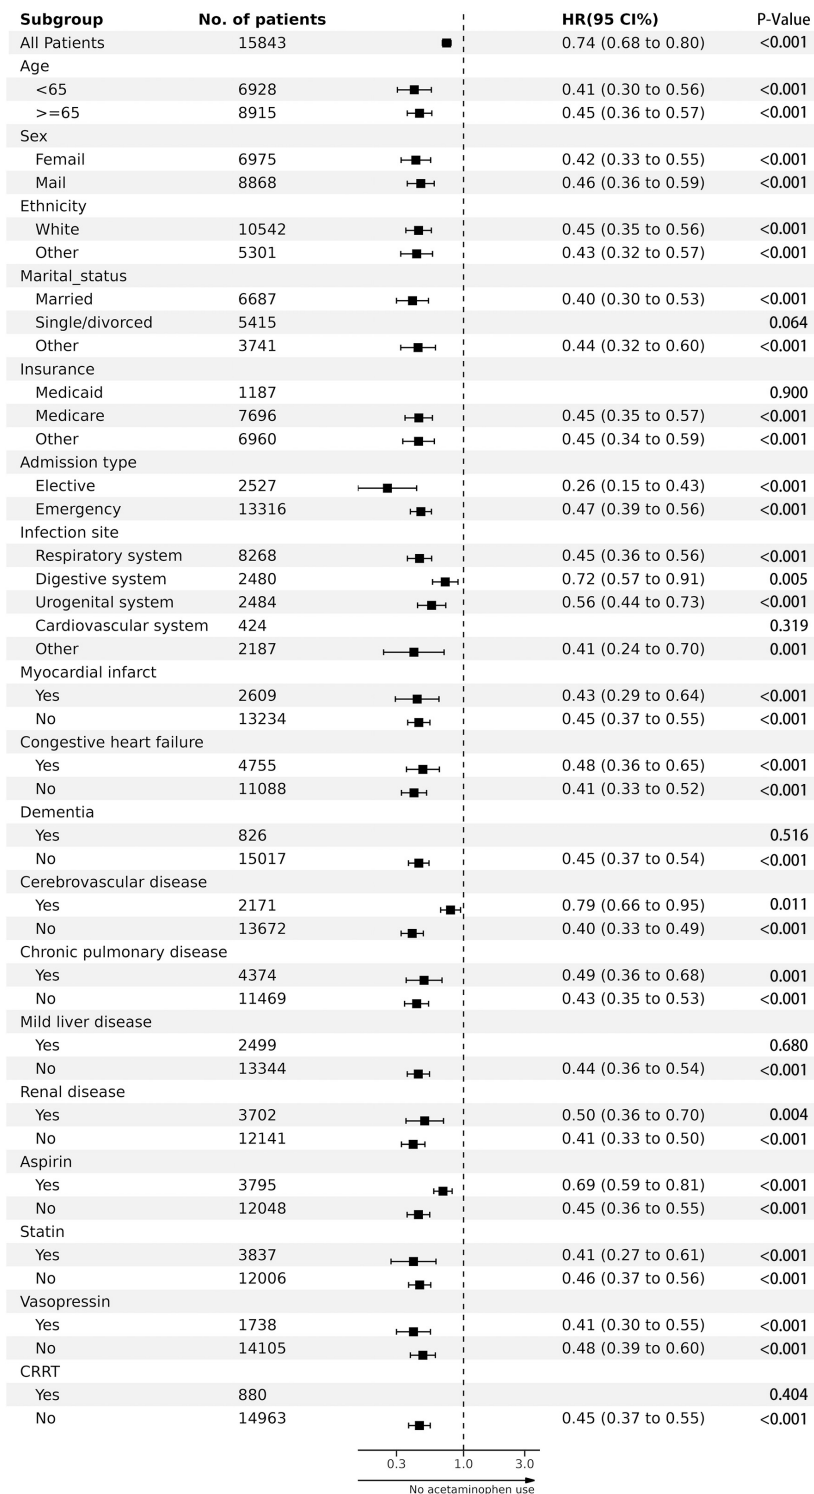 Subgroup No. of patients HR(95 CI%) P-Value
All Patients 15843 0.74 (0.68 to 0.80) <0.001
Age
<65 6928 0.41 (0.30 to 0.56) <0.001
>=65 8915 0.45 (0.36 to 0.57) <0.001
Sex
Femail 6975 0.42 (0.33 to 0.55) <0.001
Mail 8868 0.46 (0.36 to 0.59) <0.001
Ethnicity
White 10542 0.45 (0.35 to 0.56) <0.001
Other 5301 0.43 (0.32 to 0.57) <0.001
Marital_status
Married 6687 0.40 (0.30 to 0.53) <0.001
Single/divorced 5415 0.064
Other 3741 0.44 (0.32 to 0.60) <0.001
Insurance
Medicaid 1187 0.900
Medicare 7696 0.45 (0.35 to 0.57) <0.001
Other 6960 0.45 (0.34 to 0.59) <0.001
Admission type
Elective 2527 0.26 (0.15 to 0.43) <0.001
Emergency 13316 0.47 (0.39 to 0.56) <0.001
Infection site
Respiratory system 8268 0.45 (0.36 to 0.56) <0.001
Digestive system 2480 0.72 (0.57 to 0.91) 0.005
Urogenital system 2484 0.56 (0.44 to 0.73) <0.001
Cardiovascular system 424 0.319
Other 2187 0.41 (0.24 to 0.70) 0.001
Myocardial infarct
Yes 2609 0.43 (0.29 to 0.64) <0.001
No 13234 0.45 (0.37 to 0.55) <0.001
Congestive heart failure
Yes 4755 0.48 (0.36 to 0.65) <0.001
No 11088 0.41 (0.33 to 0.52) <0.001
Dementia
Yes 826 0.516
No 15017 0.45 (0.37 to 0.54) <0.001
Cerebrovascular disease
Yes 2171 0.79 (0.66 to 0.95) 0.011
No 13672 0.40 (0.33 to 0.49) <0.001
Chronic pulmonary disease
Yes 4374 0.49 (0.36 to 0.68) 0.001
No 11469 0.43 (0.35 to 0.53) <0.001
Mild liver disease
Yes 2499 0.680
No 13344 0.44 (0.36 to 0.54) <0.001
Renal disease
Yes 3702 0.50 (0.36 to 0.70) 0.004
No 12141 0.41 (0.33 to 0.50) <0.001
Aspirin
Yes 3795 0.69 (0.59 to 0.81) <0.001
No 12048 0.45 (0.36 to 0.55) <0.001
Statin
Yes 3837 0.41 (0.27 to 0.61) <0.001
No 12006 0.46 (0.37 to 0.56) <0.001
Vasopressin
Yes 1738 0.41 (0.30 to 0.55) <0.001
No 14105 0.48 (0.39 to 0.60) <0.001
CRRT
Yes 880 0.404
No 14963 0.45 (0.37 to 0.55) <0.001
0.3 1.0 3.0
No acetaminophen use